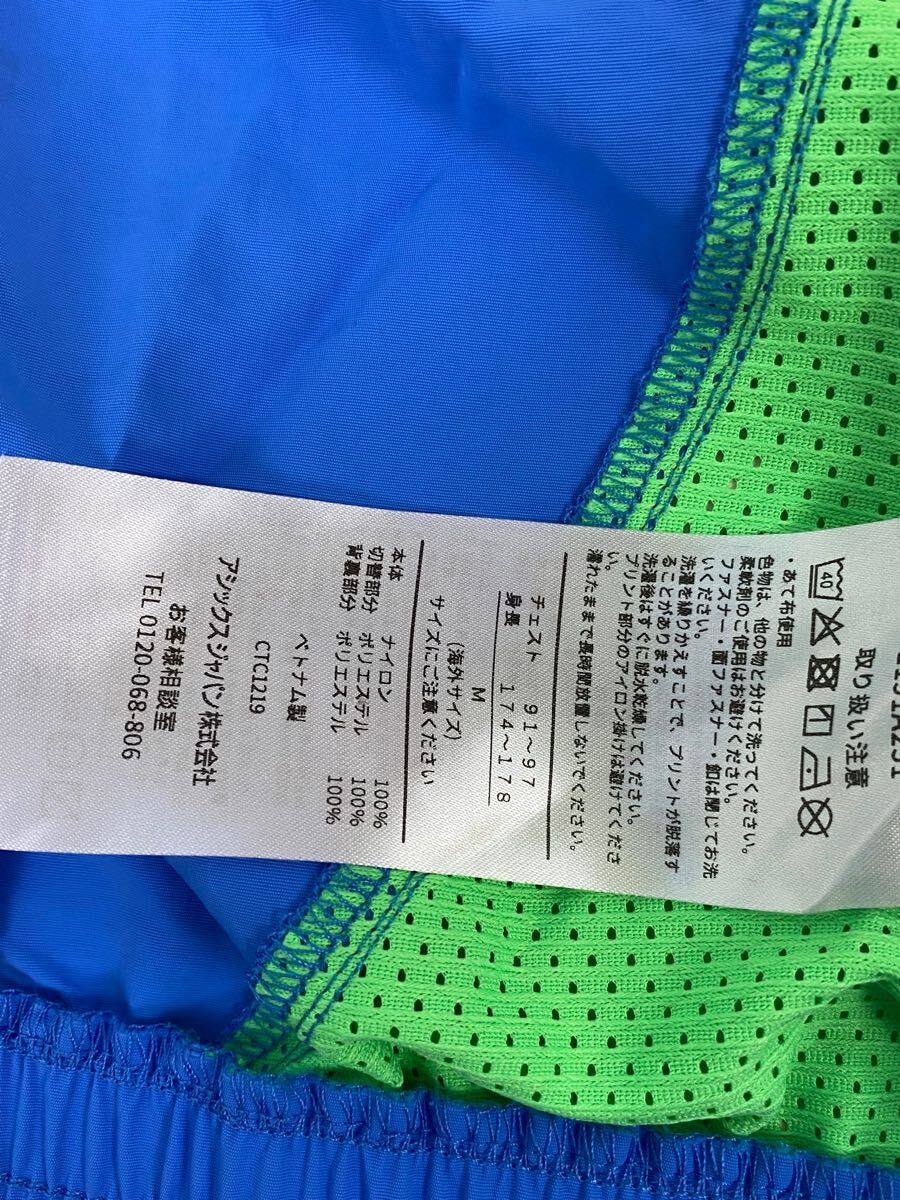 取り扱い注意
40
・あて布使用
色物は、他の物と分けて洗ってください。
柔軟剤のご使用はお避けください。
ファスナー・面ファスナー・釦は閉じてお洗
いください。
洗濯を繰りかえすことで、プリントが脱落す
ることがあります。
洗濯後はすぐに脱水乾燥してください。
プリント部分のアイロン掛けは避けてくださ
い。
濡れたままで長時間放置しないでください。
チェスト 91～97
身長 174～178
M
(海外サイズ)
サイズにご注意ください
本体 ナイロン 100%
切替部分 ポリエステル 100%
背裏部分 ポリエステル 100%
ベトナム製
CTC1219
アシックスジャパン株式会社
お客様相談室
TEL 0120-068-806